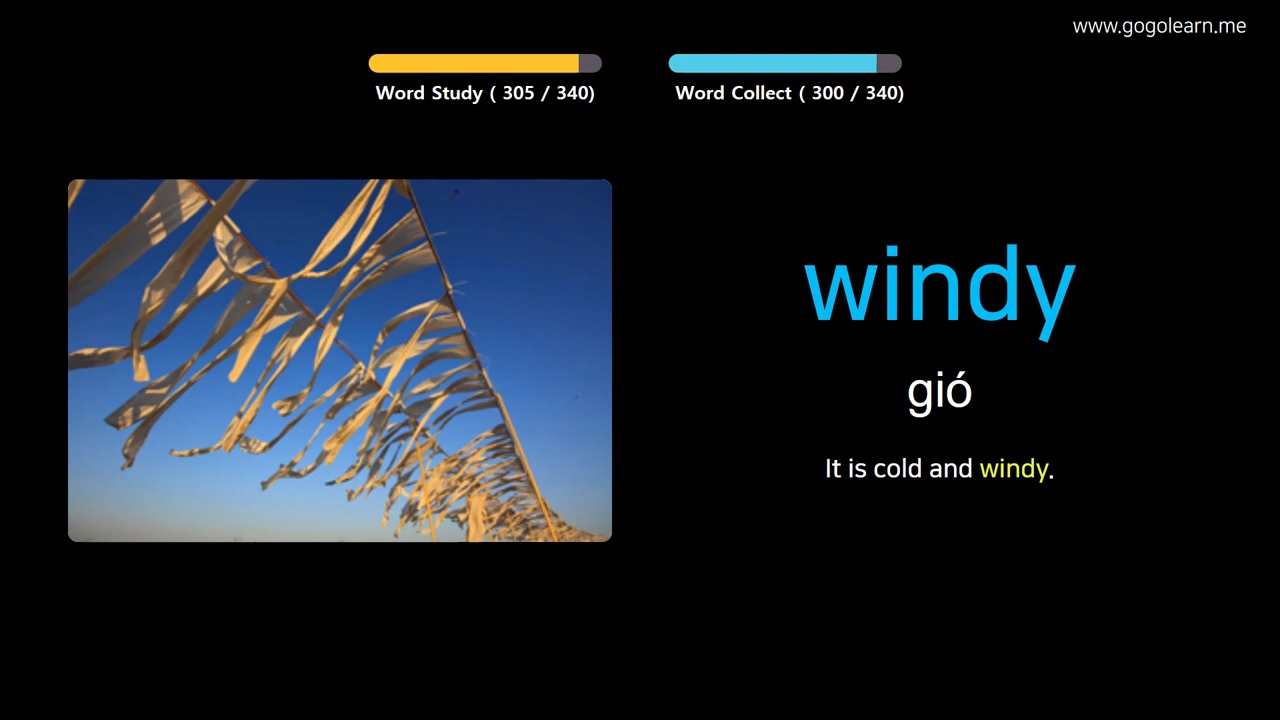 www.gogolearn.me
Word Study ( 305 / 340)
Word Collect ( 300 / 340)
windy
gió
It is cold and windy.